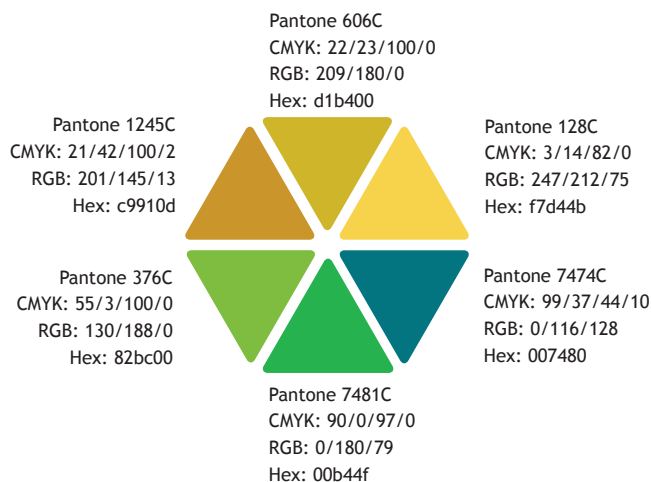 Pantone 606C
CMYK: 22/23/100/0
RGB: 209/180/0
Hex: d1b400
Pantone 1245C
CMYK: 21/42/100/2
RGB: 201/145/13
Hex: c9910d
Pantone 128C
CMYK: 3/14/82/0
RGB: 247/212/75
Hex: f7d44b
Pantone 376C
CMYK: 55/3/100/0
RGB: 130/188/0
Hex: 82bc00
Pantone 7474C
CMYK: 99/37/44/10
RGB: 0/116/128
Hex: 007480
Pantone 7481C
CMYK: 90/0/97/0
RGB: 0/180/79
Hex: 00b44f